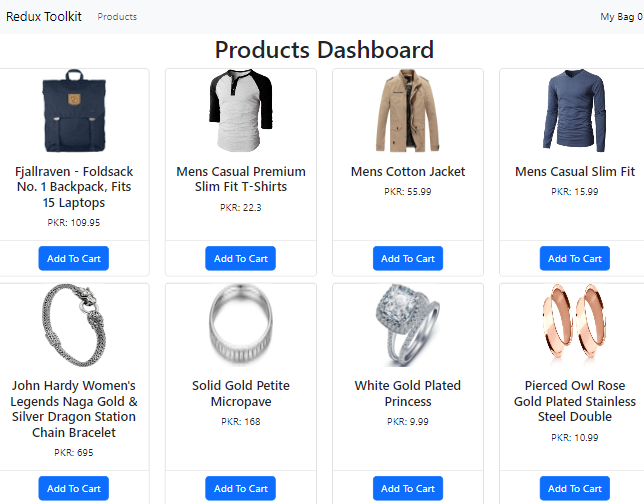 Redux Toolkit Products My Bag 0
Products Dashboard
Fjallraven - Foldsack
No. 1 Backpack, Fits
15 Laptops
PKR: 109.95
Add To Cart
Mens Casual Premium
Slim Fit T-Shirts
PKR: 22.3
Add To Cart
Mens Cotton Jacket
PKR: 55.99
Add To Cart
Mens Casual Slim Fit
PKR: 15.99
Add To Cart
John Hardy Women's
Legends Naga Gold &
Silver Dragon Station
Chain Bracelet
PKR: 695
Add To Cart
Solid Gold Petite
Micropave
PKR: 168
Add To Cart
White Gold Plated
Princess
PKR: 9.99
Add To Cart
Pierced Owl Rose
Gold Plated Stainless
Steel Double
PKR: 10.99
Add To Cart